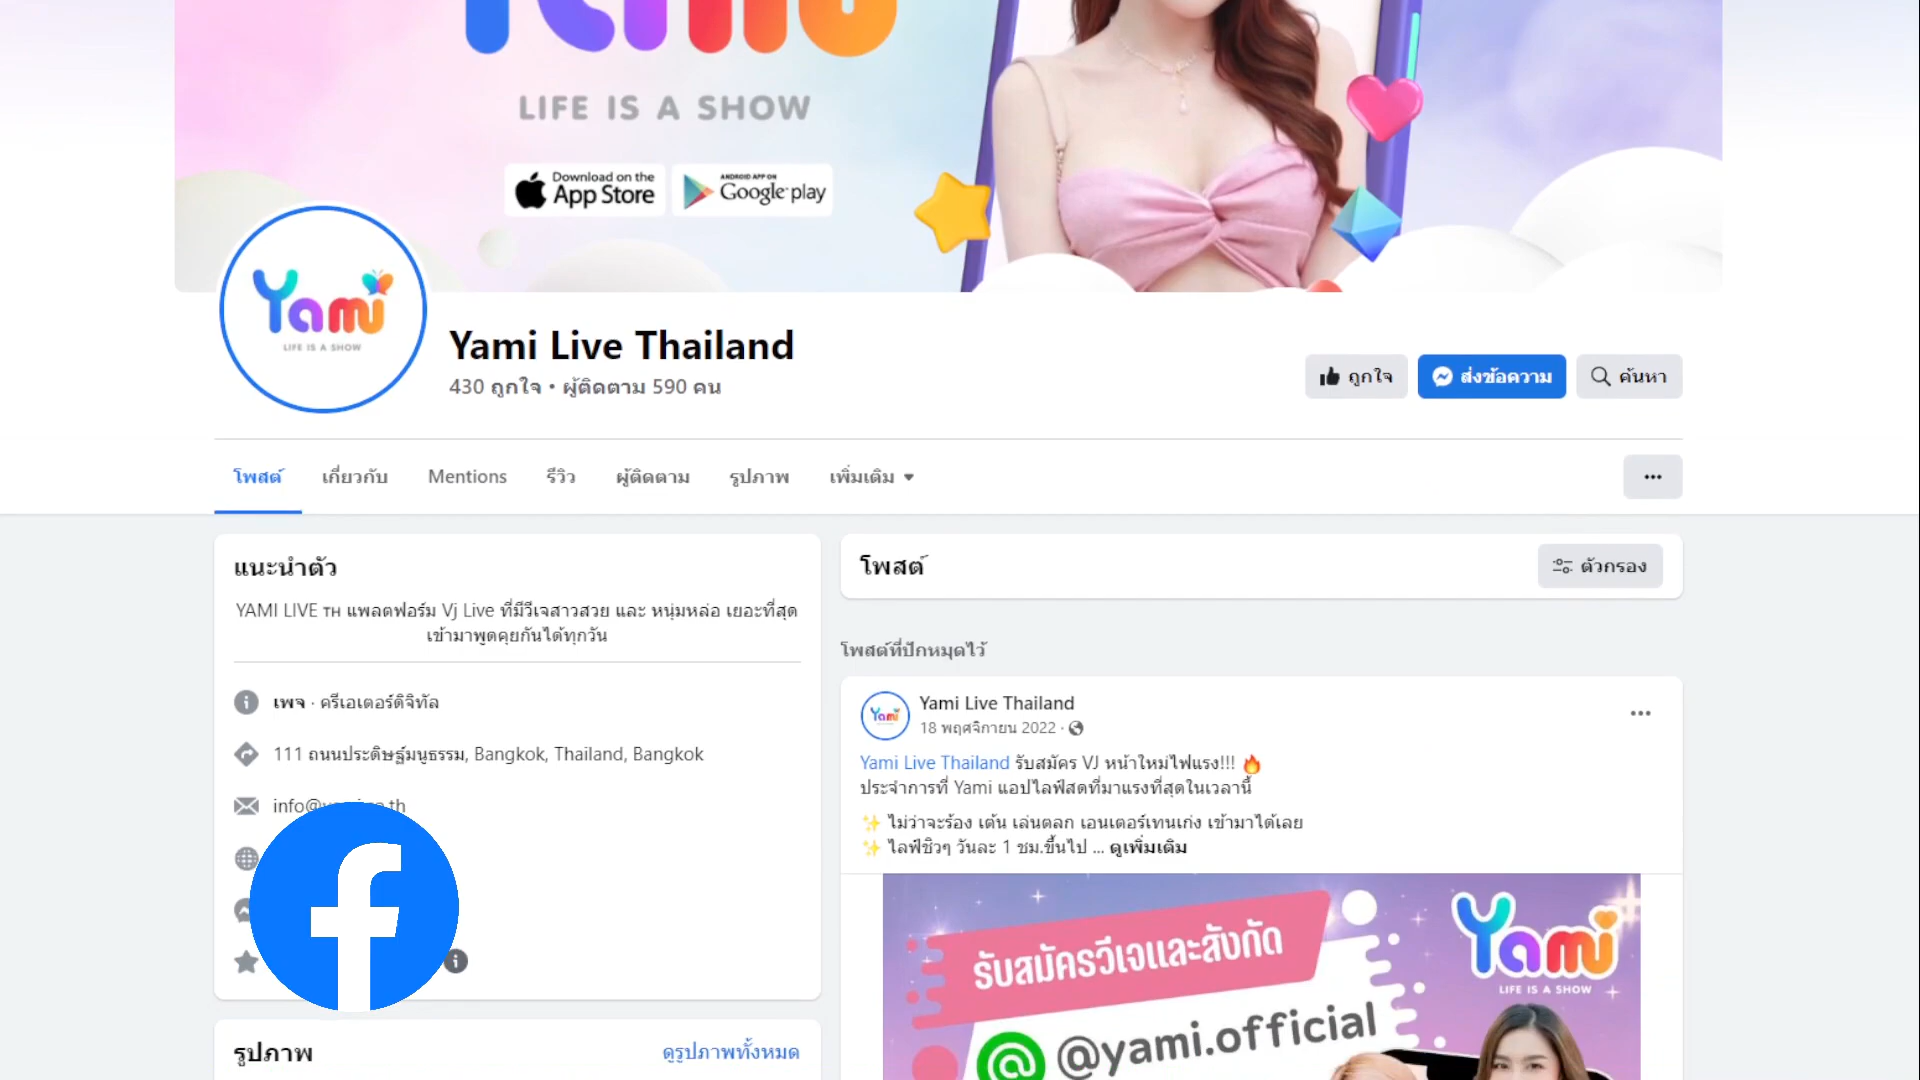 Yami
LIFE IS A SHOW
Download on the
App Store
ANDROID APP ON
Google play
Yami
LIFE IS A SHOW
Yami Live Thailand
430 ถูกใจ • ผู้ติดตาม 590 คน
ถูกใจ
ส่งข้อความ
ค้นหา
โพสต์
เกี่ยวกับ
Mentions
รีวิว
ผู้ติดตาม
รูปภาพ
เพิ่มเติม
แนะนำตัว
YAMI LIVE TH แพลตฟอร์ม Vj Live ที่มีวีเจสาวสวย และ หนุ่มหล่อ เยอะที่สุด
เข้ามาพูดคุยกันได้ทุกวัน
เพจ · ครีเอเตอร์ดิจิทัล
111 ถนนประดิษฐ์มนูธรรม, Bangkok, Thailand, Bangkok
รูปภาพ
ดูรูปภาพทั้งหมด
โพสต์
ตัวกรอง
โพสต์ที่ปักหมุดไว้
Yami
Yami Live Thailand
18 พฤศจิกายน 2022 ·
Yami Live Thailand รับสมัคร VJ หน้าใหม่ไฟแรง!!! 🔥
ประจำการที่ Yami แอปไลฟ์สดที่มาแรงที่สุดในเวลานี้
✨ ไม่ว่าจะร้อง เต้น เล่นตลก เอนเตอร์เทนเก่ง เข้ามาได้เลย
✨ ไลฟ์ชิวๆ วันละ 1 ชม.ขึ้นไป ... ดูเพิ่มเติม
รับสมัครวีเจและสังกัด
@yami.official
Yami
LIFE IS A SHOW